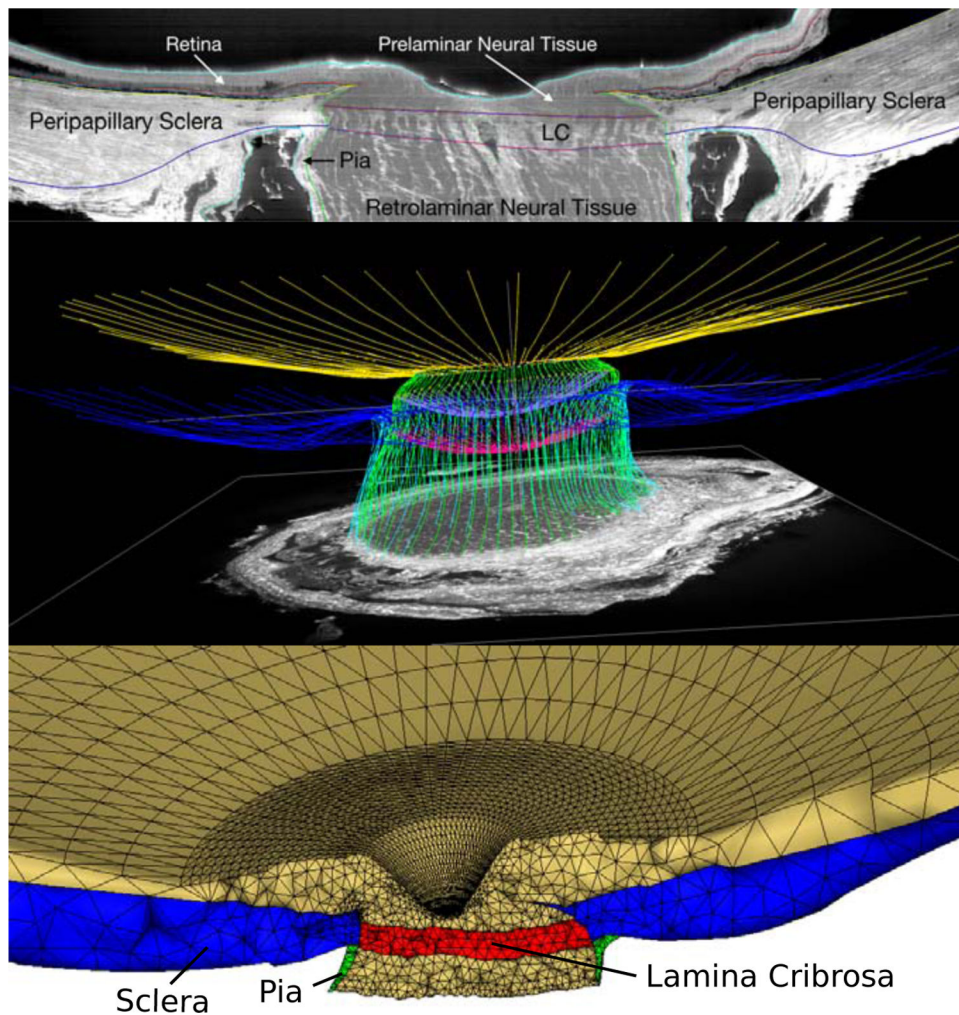 Retina
Prelaminar Neural Tissue
Peripapillary Sclera
Peripapillary Sclera
LC
Pia
Retrolaminar Neural Tissue
Lamina Cribrosa
Sclera
Pia